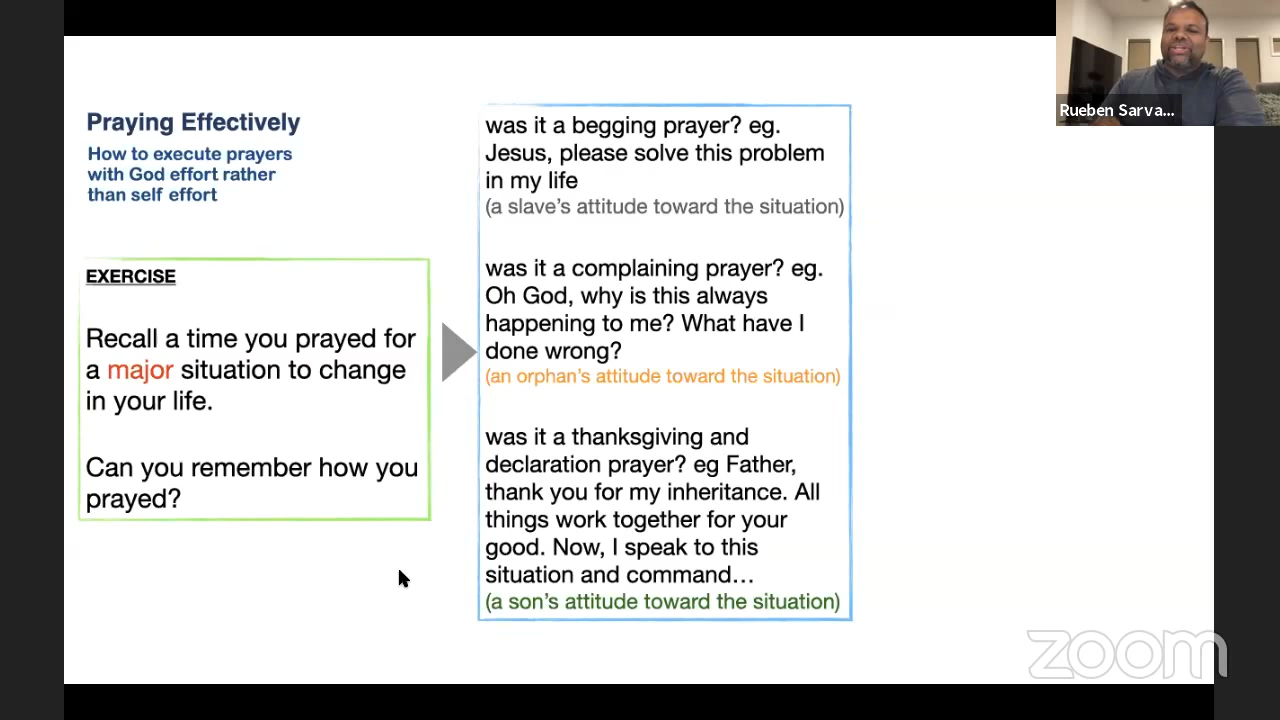 Praying Effectively
How to execute prayers
with God effort rather
than self effort
EXERCISE
Recall a time you prayed for
a major situation to change
in your life.
Can you remember how you
prayed?
was it a begging prayer? eg.
Jesus, please solve this problem
in my life
(a slave's attitude toward the situation)
was it a complaining prayer? eg.
Oh God, why is this always
happening to me? What have I
done wrong?
(an orphan's attitude toward the situation)
was it a thanksgiving and
declaration prayer? eg Father,
thank you for my inheritance. All
things work together for your
good. Now, I speak to this
situation and command…
(a son's attitude toward the situation)
Rueben Sarva...
zoom